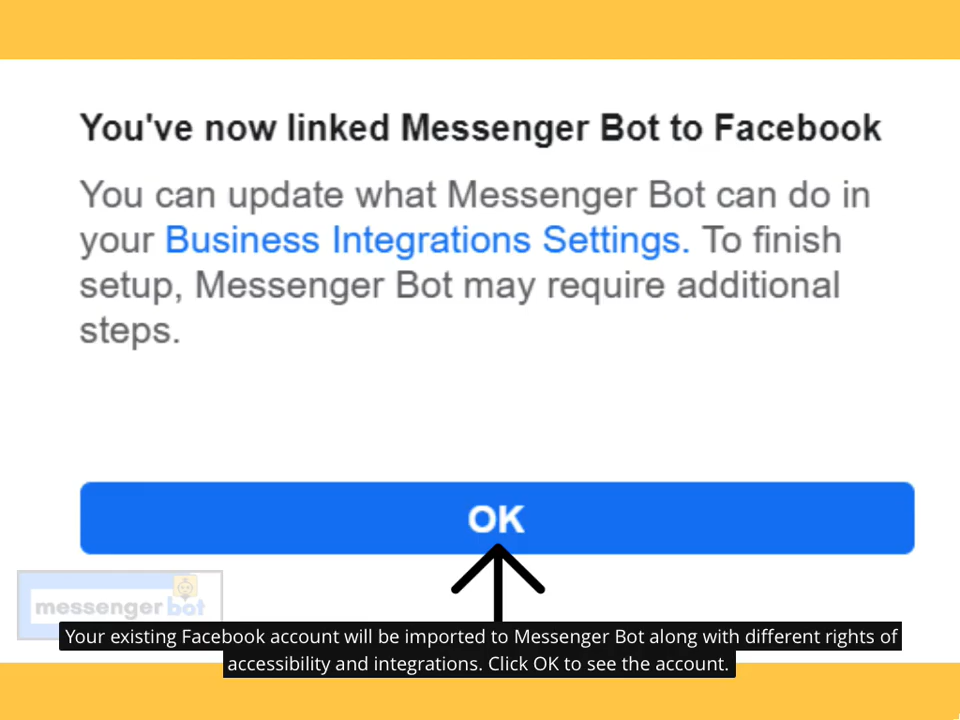 You've now linked Messenger Bot to Facebook
You can update what Messenger Bot can do in
your Business Integrations Settings. To finish
setup, Messenger Bot may require additional
steps.
OK
messenger bot
Your existing Facebook account will be imported to Messenger Bot along with different rights of
accessibility and integrations. Click OK to see the account.